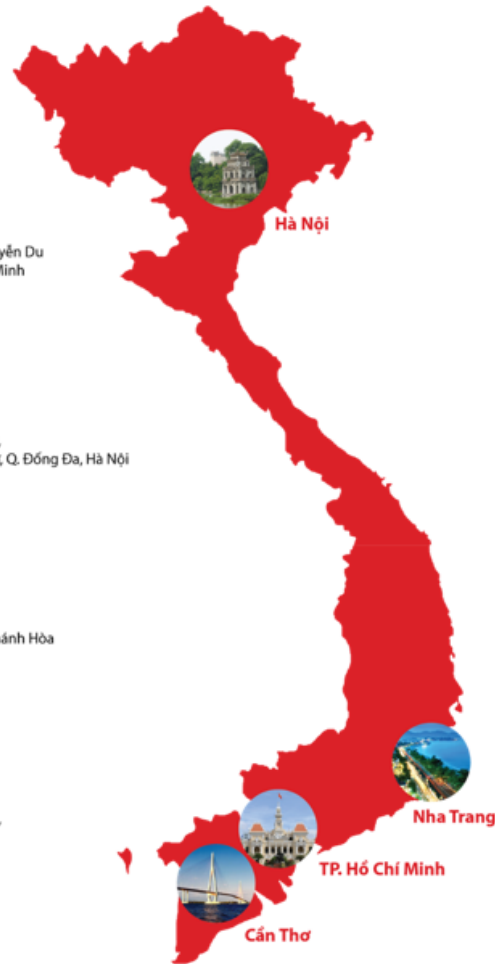 Hà Nội
yễn Du
Minh
, Q. Đống Đa, Hà Nội
ánh Hòa
Nha Trang
TP. Hồ Chí Minh
Cần Thơ